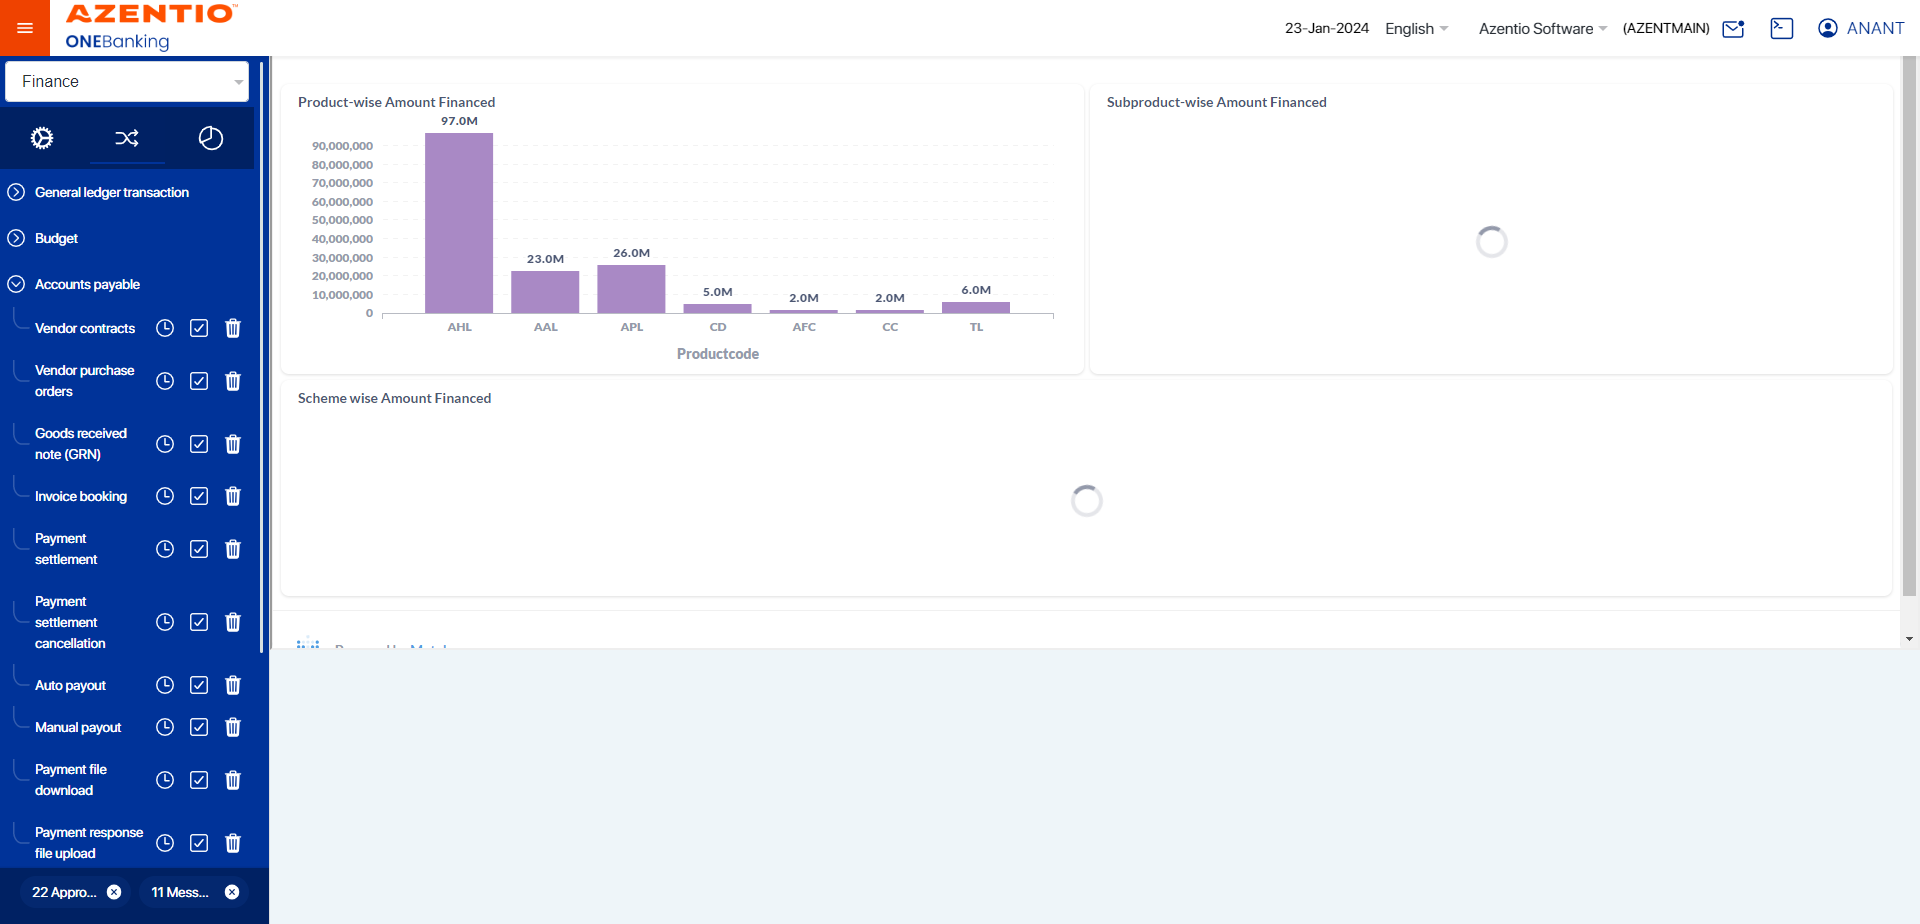 AZENTIO™
ONEBanking
23-Jan-2024 English Azentio Software (AZENTMAIN) ANANT
Finance
General ledger transaction
Budget
Accounts payable
Vendor contracts
Vendor purchase
orders
Goods received
note (GRN)
Invoice booking
Payment
settlement
Payment
settlement
cancellation
Auto payout
Manual payout
Payment file
download
Payment response
file upload
22 Appro...
11 Mess...
Product-wise Amount Financed
97.0M
90,000,000
80,000,000
70,000,000
60,000,000
50,000,000
40,000,000
30,000,000
20,000,000
10,000,000
0
23.0M
26.0M
5.0M
2.0M
2.0M
6.0M
AHL AAL APL CD AFC CC TL
Productcode
Subproduct-wise Amount Financed
Scheme wise Amount Financed